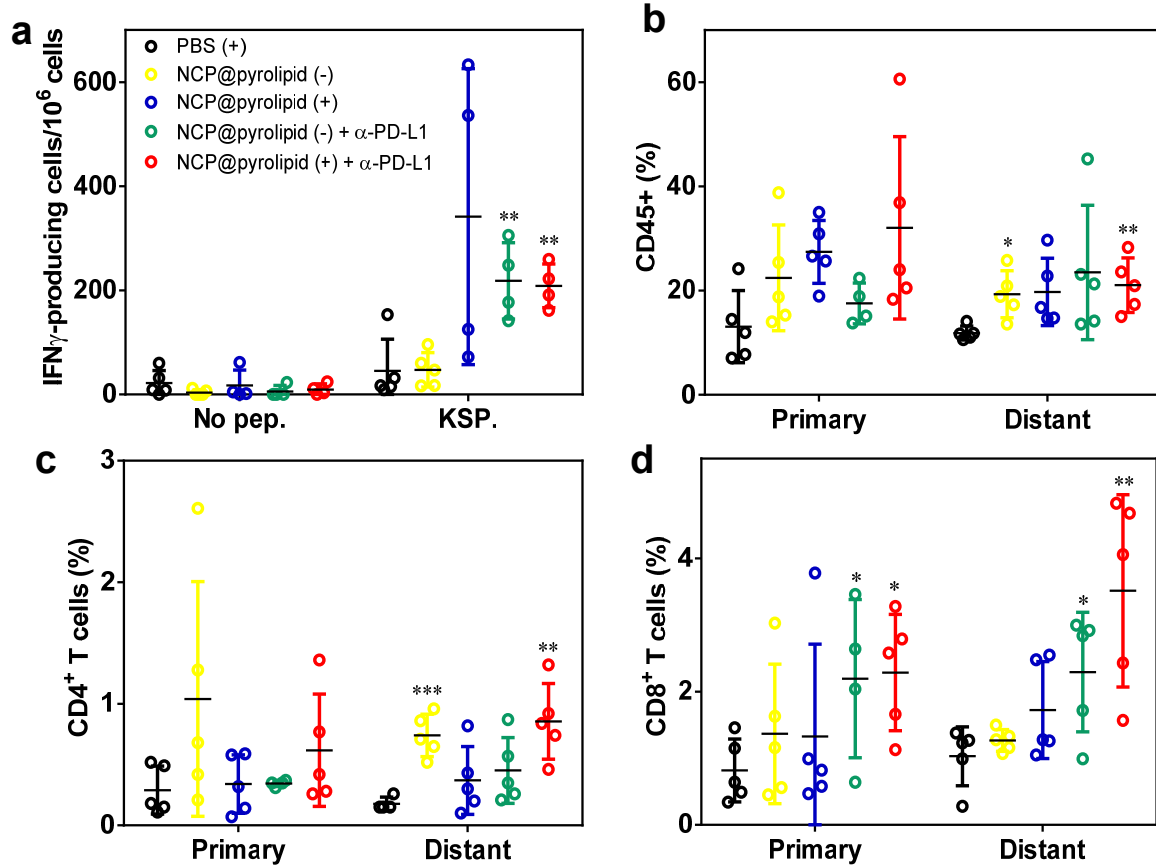 a
IFNγ-producing cells/10⁶ cells
600
400
200
0
PBS (+)
NCP@pyrolipid (-)
NCP@pyrolipid (+)
NCP@pyrolipid (-) + α-PD-L1
NCP@pyrolipid (+) + α-PD-L1
**
**
No pep.
KSP.
b
CD45+ (%)
60
40
20
0
*
**
Primary
Distant
c
CD4⁺ T cells (%)
3
2
1
0
***
**
Primary
Distant
d
CD8⁺ T cells (%)
4
2
0
*
*
*
**
Primary
Distant